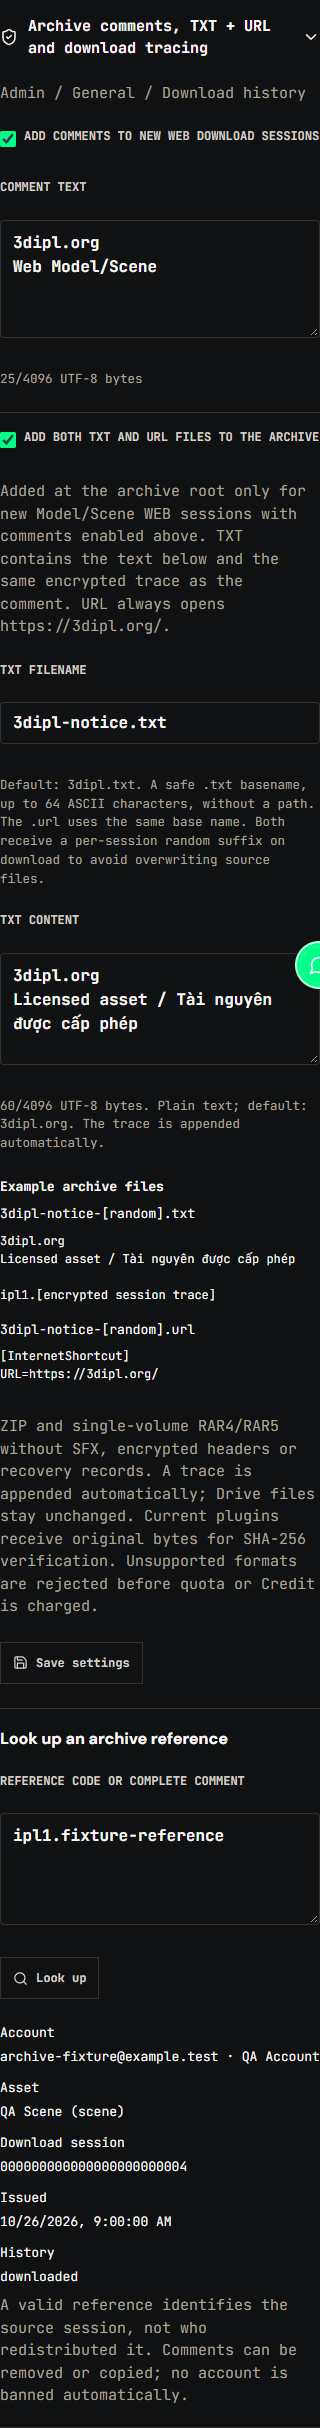 Archive comments, TXT + URL
and download tracing
Admin / General / Download history
ADD COMMENTS TO NEW WEB DOWNLOAD SESSIONS
COMMENT TEXT
3dipl.org
Web Model/Scene
25/4096 UTF-8 bytes
ADD BOTH TXT AND URL FILES TO THE ARCHIVE
Added at the archive root only for
new Model/Scene WEB sessions with
comments enabled above. TXT
contains the text below and the
same encrypted trace as the
comment. URL always opens
https://3dipl.org/.
TXT FILENAME
3dipl-notice.txt
Default: 3dipl.txt. A safe .txt basename,
up to 64 ASCII characters, without a path.
The .url uses the same base name. Both
receive a per-session random suffix on
download to avoid overwriting source
files.
TXT CONTENT
3dipl.org
Licensed asset / Tài nguyên
được cấp phép
60/4096 UTF-8 bytes. Plain text; default:
3dipl.org. The trace is appended
automatically.
Example archive files
3dipl-notice-[random].txt
3dipl.org
Licensed asset / Tài nguyên được cấp phép
ipl1.[encrypted session trace]
3dipl-notice-[random].url
[InternetShortcut]
URL=https://3dipl.org/
ZIP and single-volume RAR4/RAR5
without SFX, encrypted headers or
recovery records. A trace is
appended automatically; Drive files
stay unchanged. Current plugins
receive original bytes for SHA-256
verification. Unsupported formats
are rejected before quota or Credit
is charged.
Save settings
Look up an archive reference
REFERENCE CODE OR COMPLETE COMMENT
ipl1.fixture-reference
Look up
Account
archive-fixture@example.test · QA Account
Asset
QA Scene (scene)
Download session
000000000000000000000004
Issued
10/26/2026, 9:00:00 AM
History
downloaded
A valid reference identifies the
source session, not who
redistributed it. Comments can be
removed or copied; no account is
banned automatically.